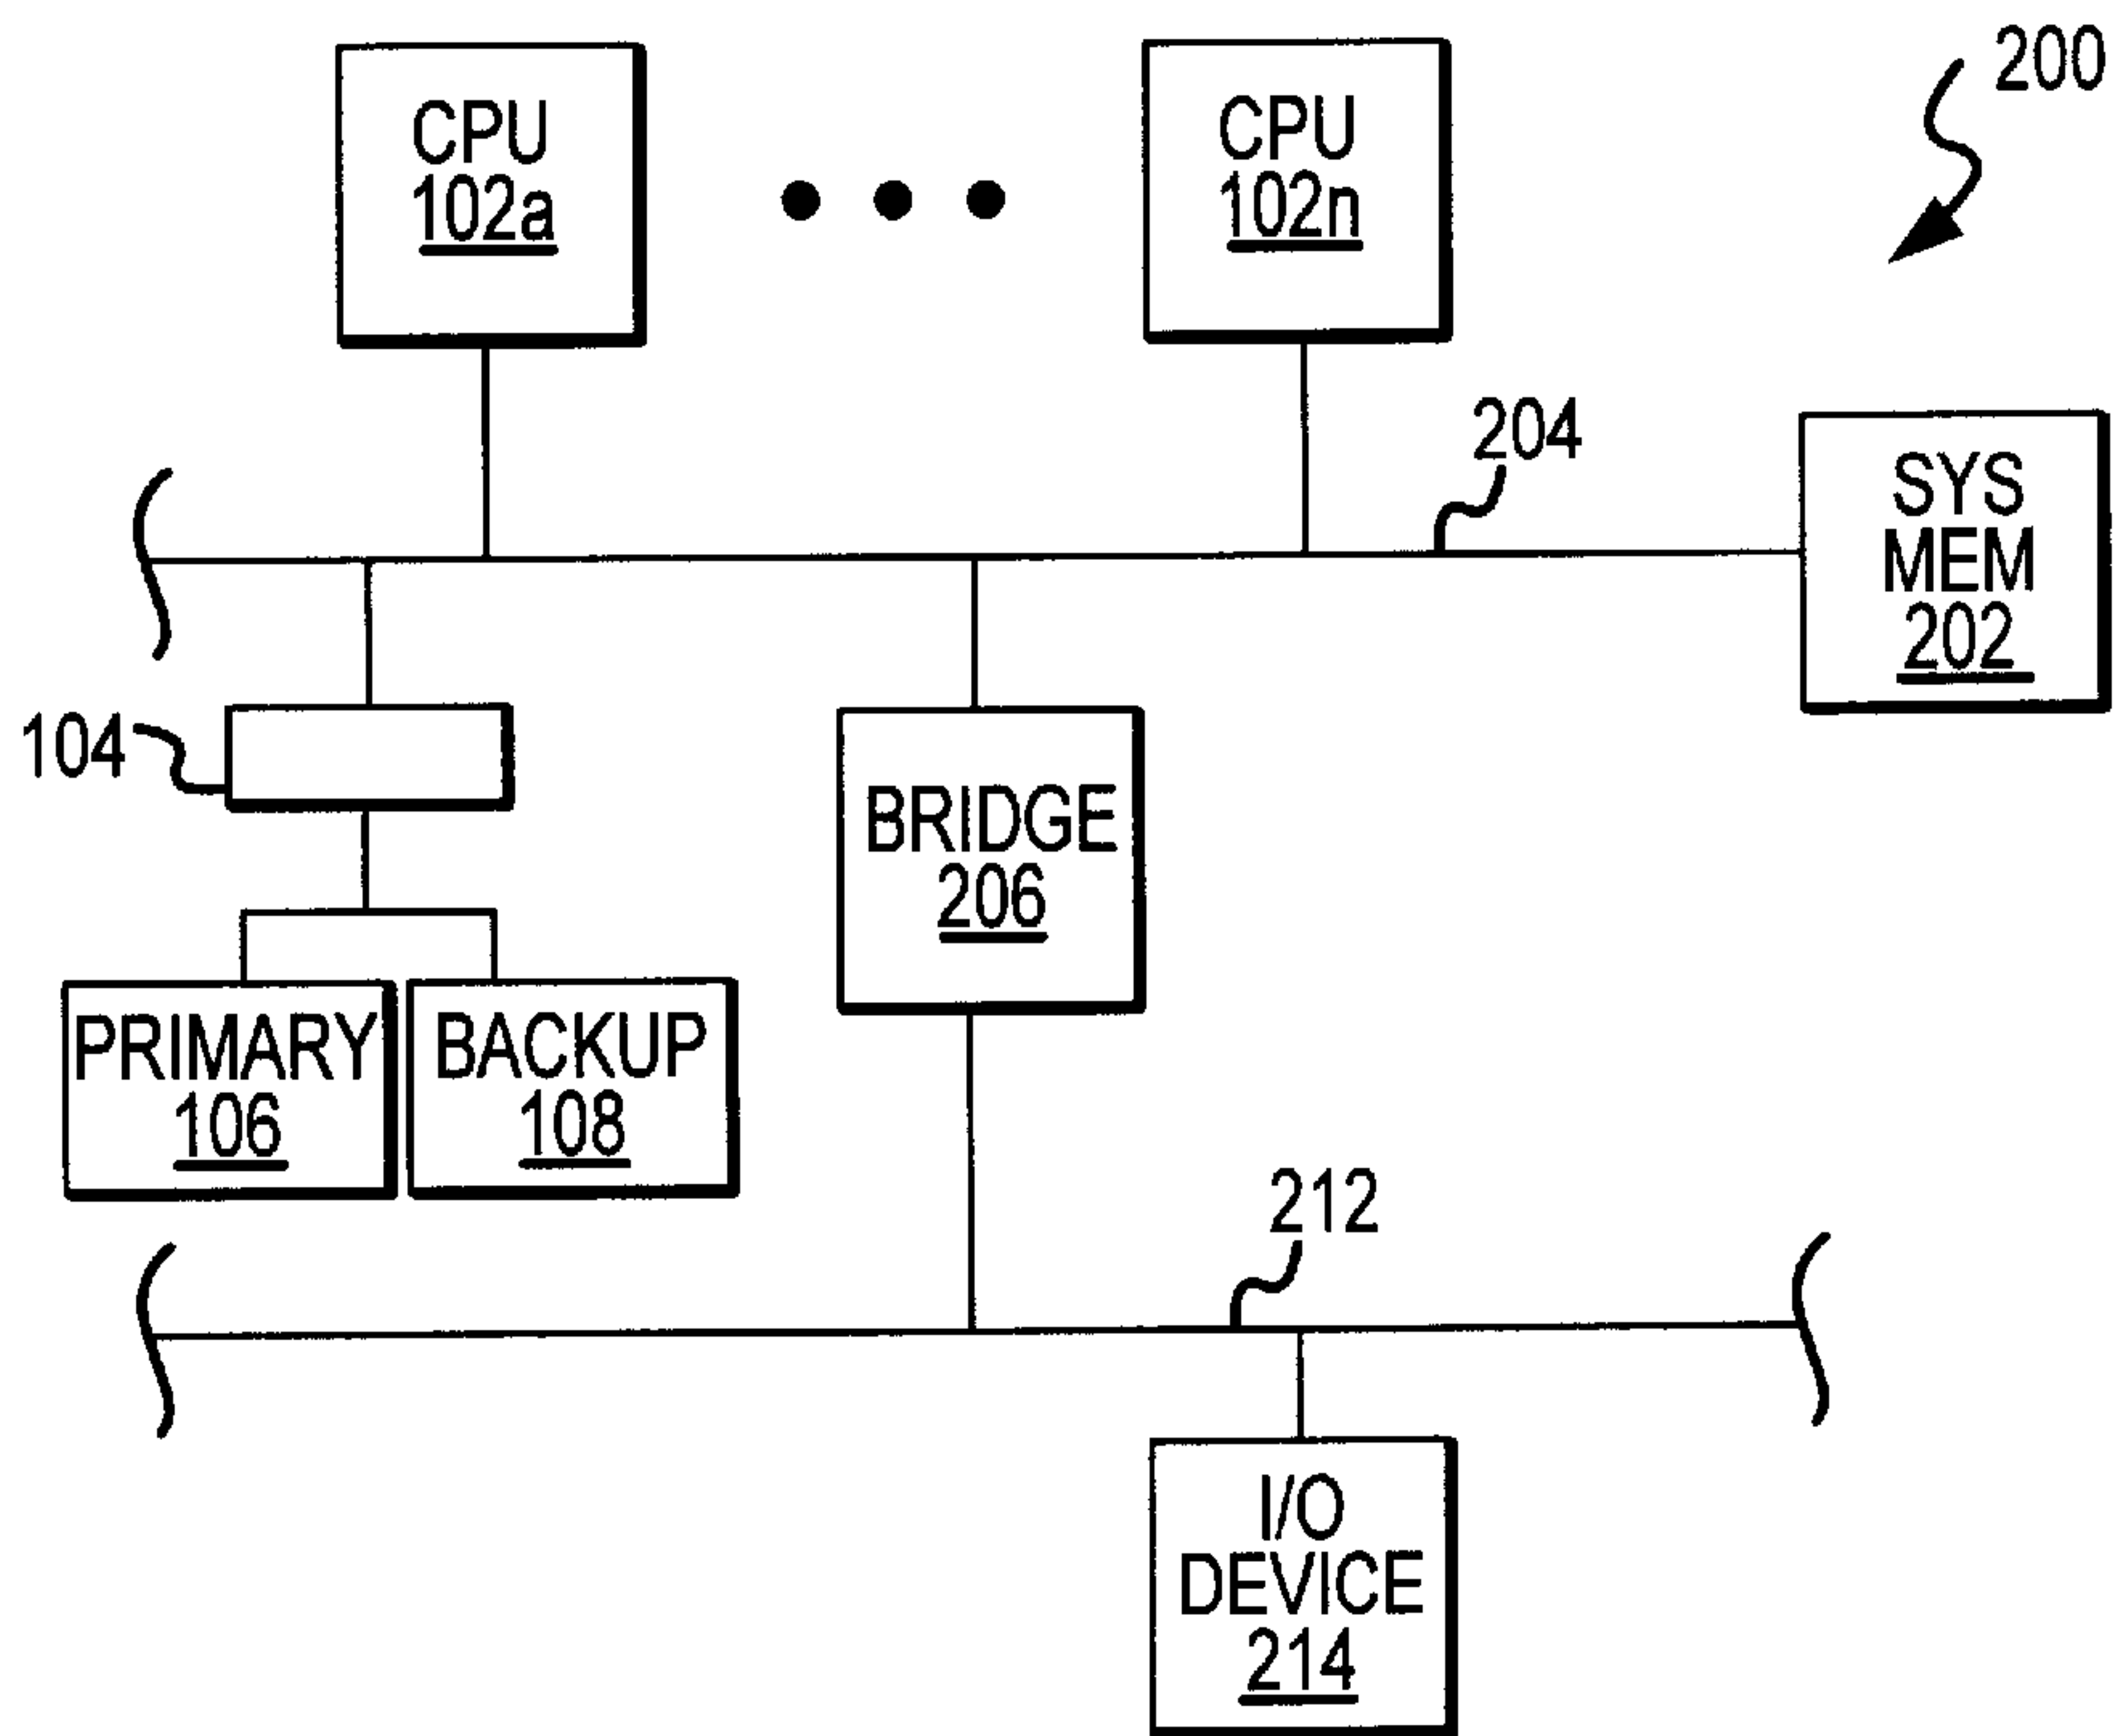 CPU
102a
CPU
102n
200
204
SYS
MEM
202
104
BRIDGE
206
PRIMARY
106
BACKUP
108
212
I/O
DEVICE
214